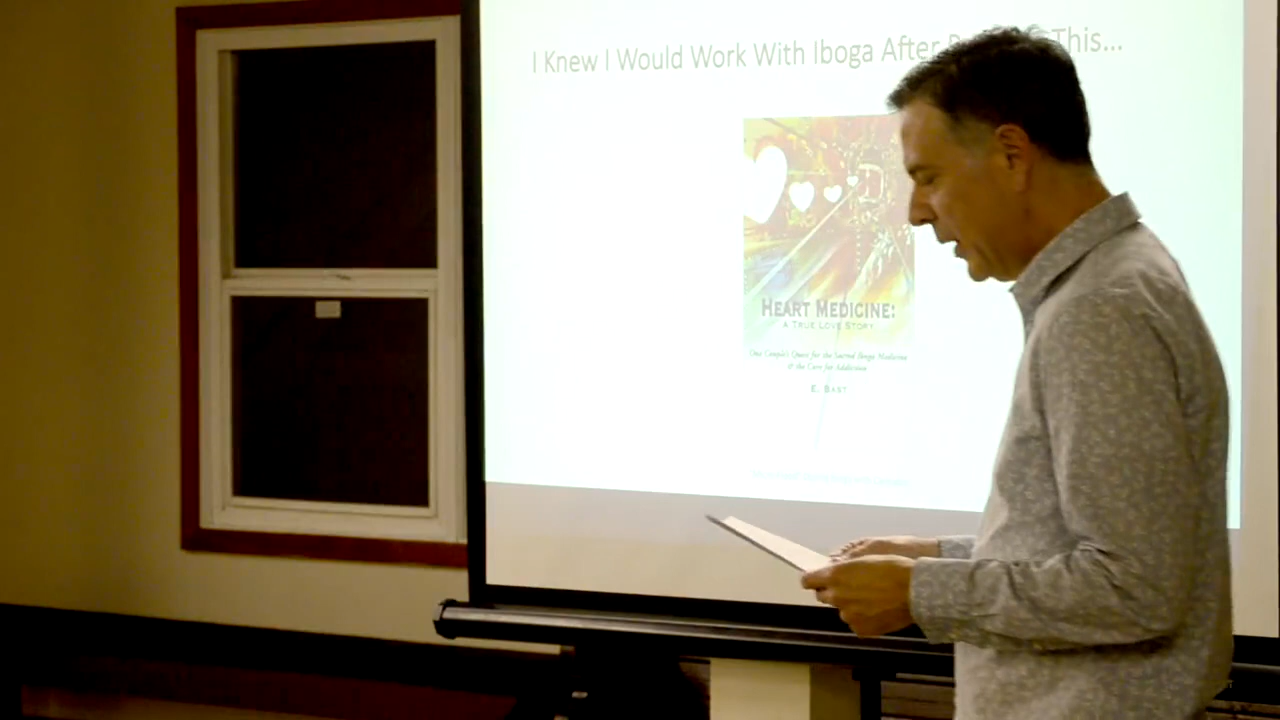 I Knew I Would Work With Iboga After This...
HEART MEDICINE:
A TRUE LOVE STORY
One Couple's Quest for the Sacred Iboga Medicine
& the Cure for Addiction
E. BAST